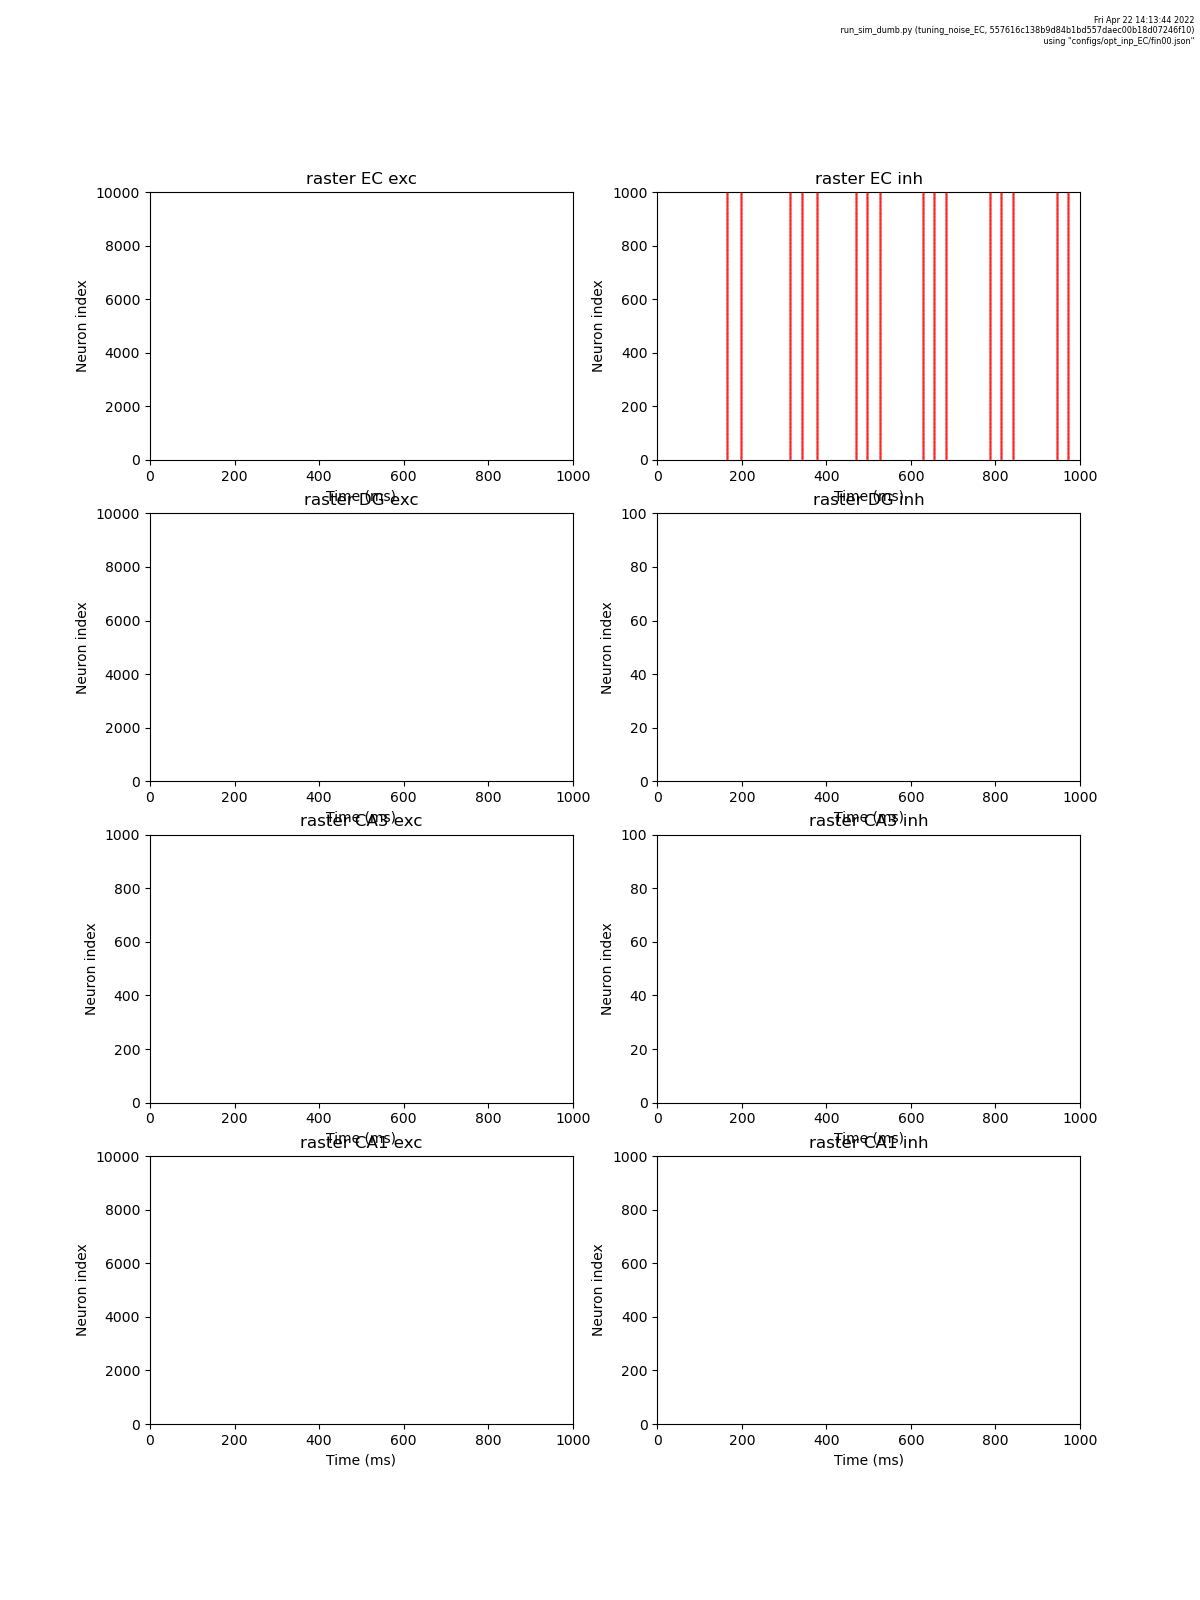 Fri Apr 22 14:13:44 2022
run_sim_dumb.py (tuning_noise_EC, 557616c138b9d84b1bd557daec00b18d07246f10)
using "configs/opt_inp_EC/fin00.json"
raster EC exc
10000
8000
6000
4000
2000
0
Neuron index
0 200 400 600 800 1000
Time (ms)
raster EC inh
1000
800
600
400
200
0
Neuron index
0 200 400 600 800 1000
Time (ms)
raster DG exc
10000
8000
6000
4000
2000
0
Neuron index
0 200 400 600 800 1000
Time (ms)
raster DG inh
100
80
60
40
20
0
Neuron index
0 200 400 600 800 1000
Time (ms)
raster CA3 exc
1000
800
600
400
200
0
Neuron index
0 200 400 600 800 1000
Time (ms)
raster CA3 inh
100
80
60
40
20
0
Neuron index
0 200 400 600 800 1000
Time (ms)
raster CA1 exc
10000
8000
6000
4000
2000
0
Neuron index
0 200 400 600 800 1000
Time (ms)
raster CA1 inh
1000
800
600
400
200
0
Neuron index
0 200 400 600 800 1000
Time (ms)